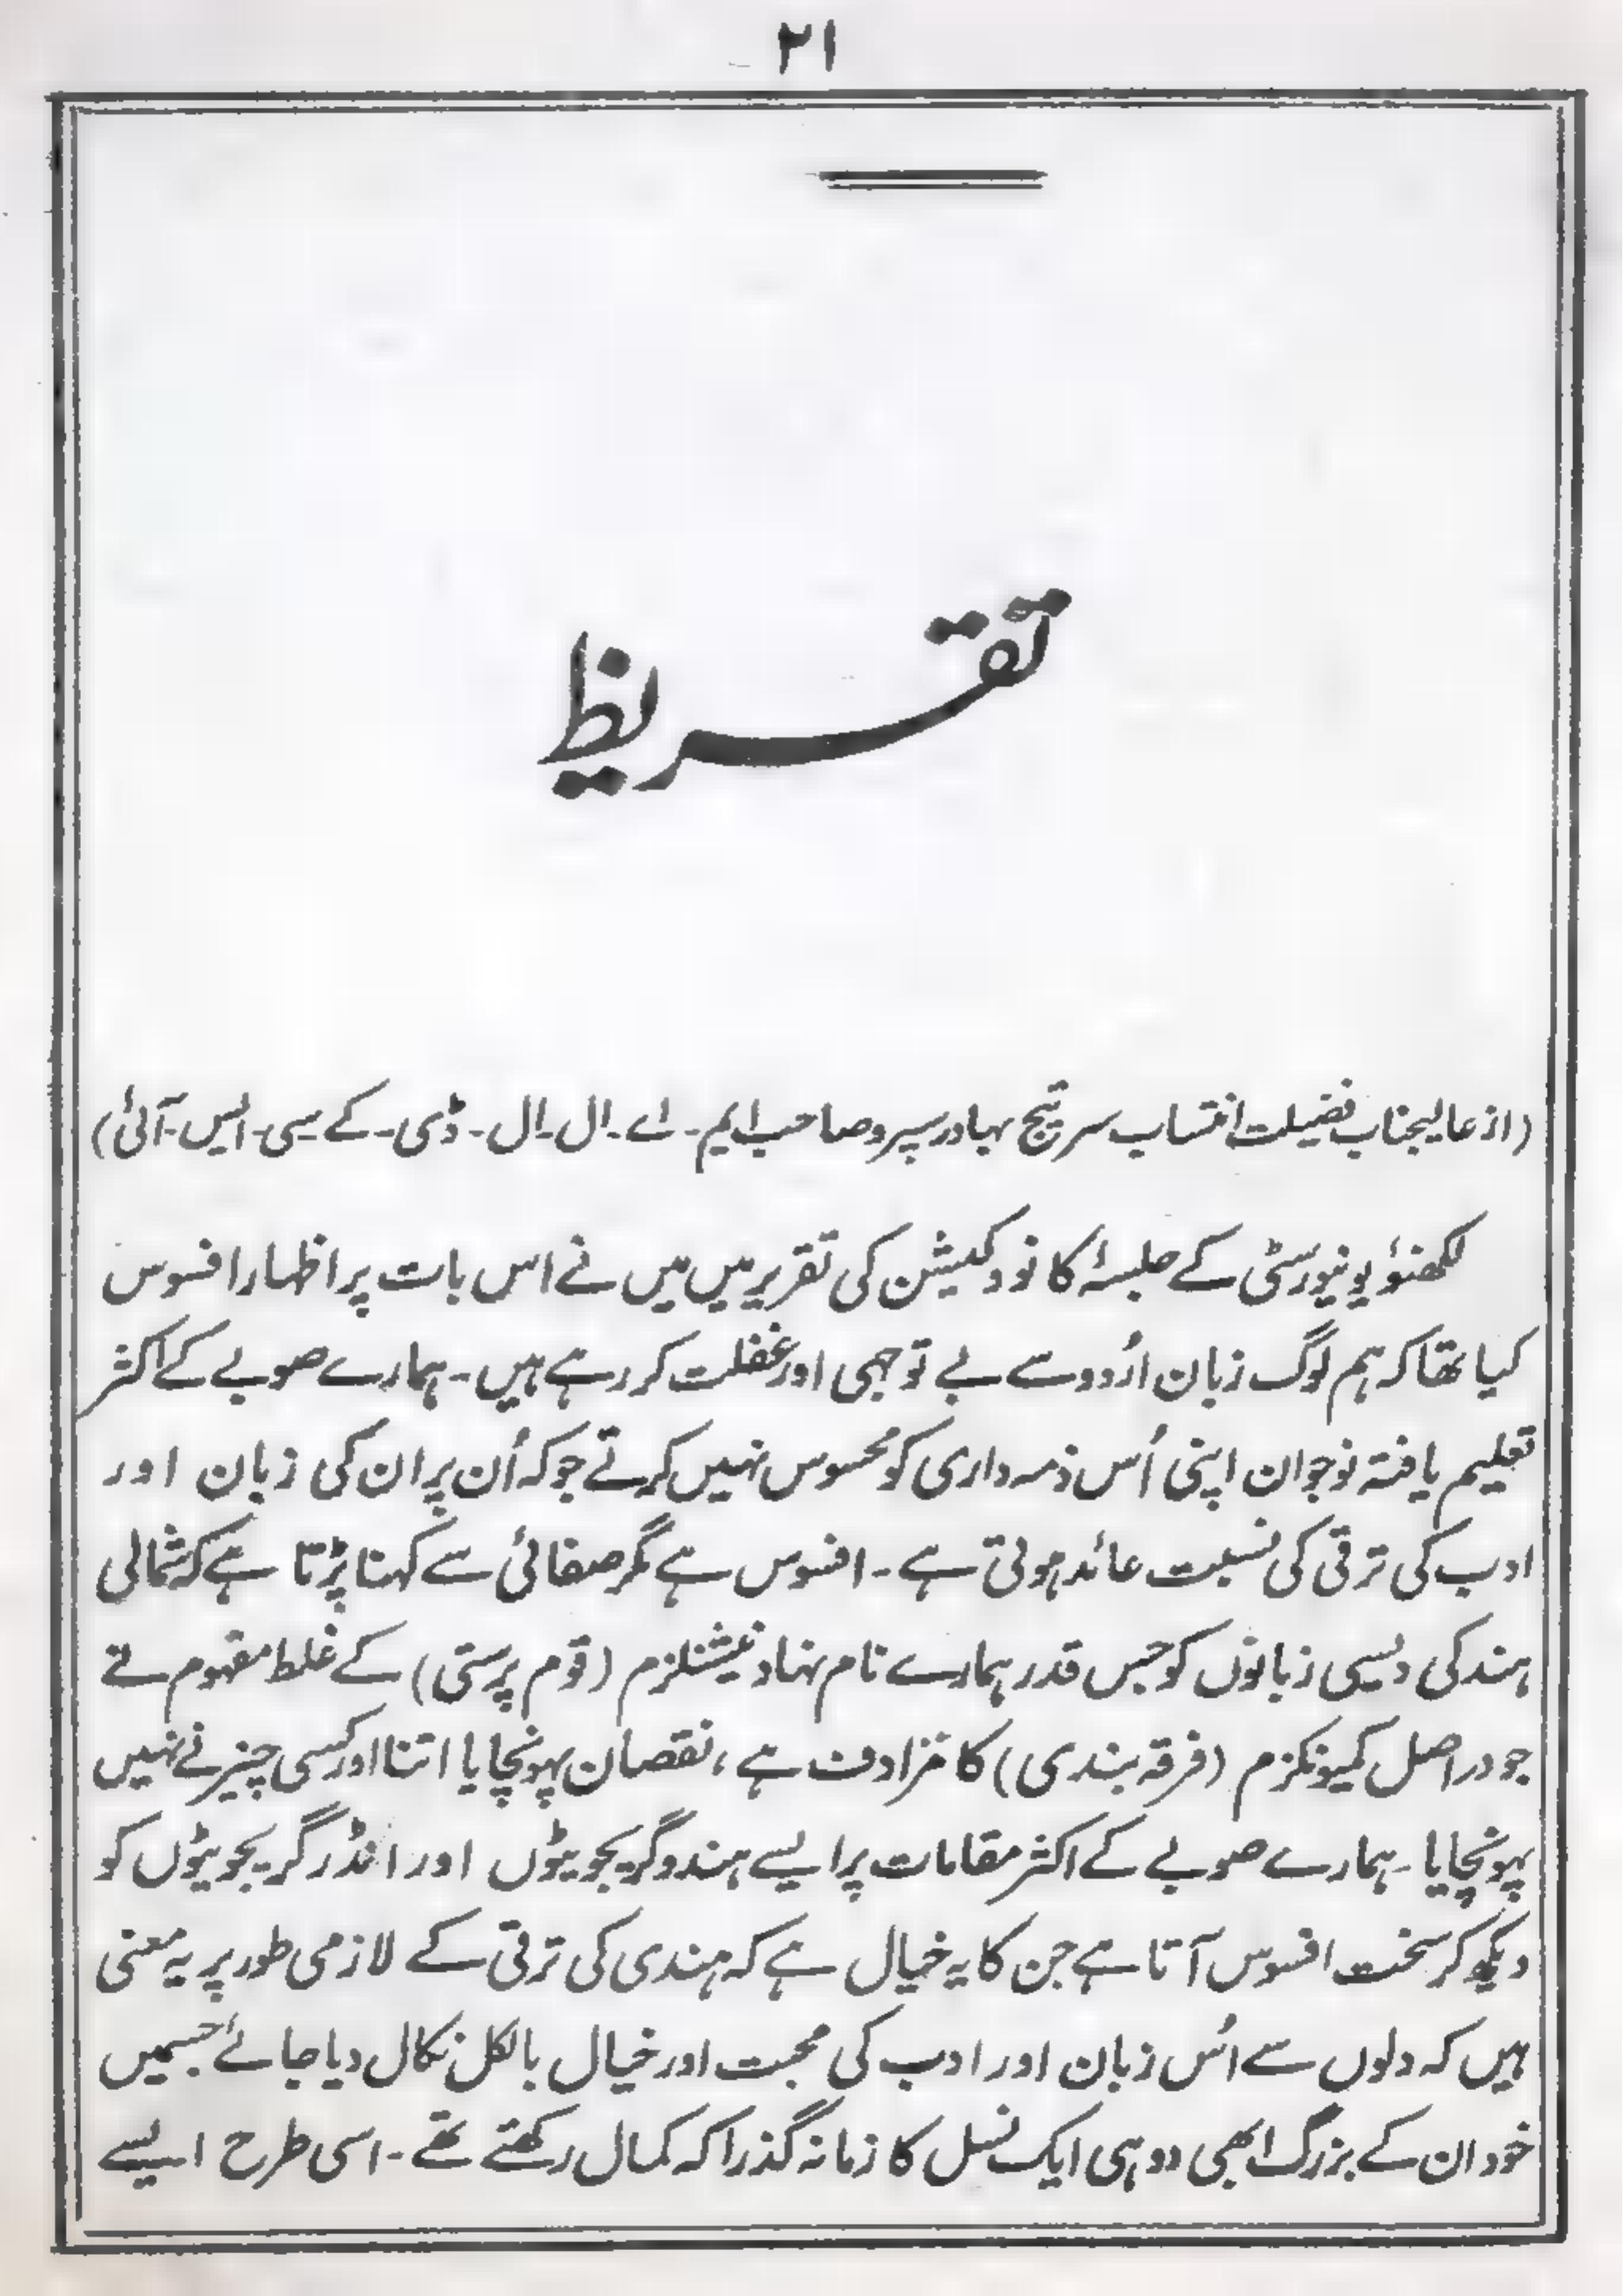 ۲۱
تقریظ
(از عالیجناب فضیلت انتساب سر تیج بہادر سپرو صاحب ایم۔ اے۔ ال۔ ال۔ ڈی۔ کے۔ سی۔ ایس۔ آئی)
لکھنؤ یونیورسٹی کے جلسۂ کانووکیشن کی تقریر میں میں نے اس بات پر اظہار افسوس
کیا تھا کہ ہم لوگ زبان اُردو سے بے توجہی اور غفلت کر رہے ہیں۔ ہمارے صوبے کے اکثر
تعلیم یافتہ نوجوان اپنی اُس ذمہ داری کو محسوس نہیں کرتے جو کہ اُن پر ان کی زبان اور
ادب کی ترقی کی نسبت عائد ہوتی ہے۔ افسوس ہے مگر صفائی سے کہنا پڑتا ہے کہ شمالی
ہند کی دیسی زبانوں کو جس قدر ہمارے نام نہاد نیشنلزم (قوم پرستی) کے غلط مفہوم نے
جو دراصل کمیونلزم (فرقہ بندی) کا مُرادف ہے، نقصان پہونچایا اتنا اور کسی چیز نے نہیں
پہونچایا۔ ہمارے صوبے کے اکثر مقامات پر ایسے ہندو گریجویٹوں اور انڈر گریجویٹوں کو
دیکھ کر سخت افسوس آتا ہے جن کا یہ خیال ہے کہ ہندی کی ترقی کے لازمی طور پر یہ معنی
ہیں کہ دلوں سے اُس زبان اور ادب کی محبت اور خیال بالکل نکال دیا جائے جسمیں
خود ان کے بزرگ ابھی دو ہی ایک نسل کا زمانہ گذرا کہ کمال رکھتے تھے۔ اسی طرح ایسے